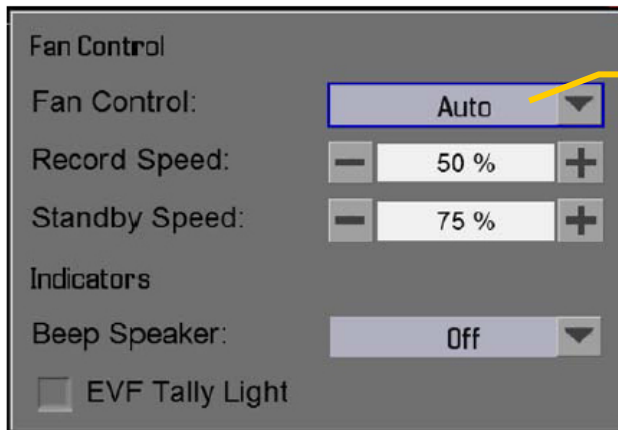 Fan Control
Fan Control: Auto
Record Speed: 50 %
Standby Speed: 75 %
Indicators
Beep Speaker: Off
EVF Tally Light